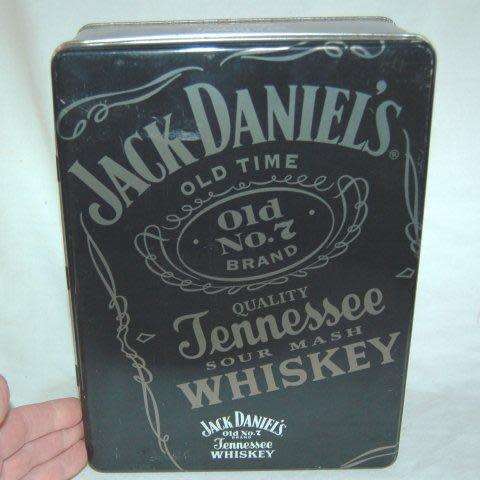 JACK DANIEL'S®
OLD TIME
Old
No.7
BRAND
QUALITY
Tennessee
SOUR MASH
WHISKEY
JACK DANIEL'S
Old No.7
BRAND
Tennessee
WHISKEY